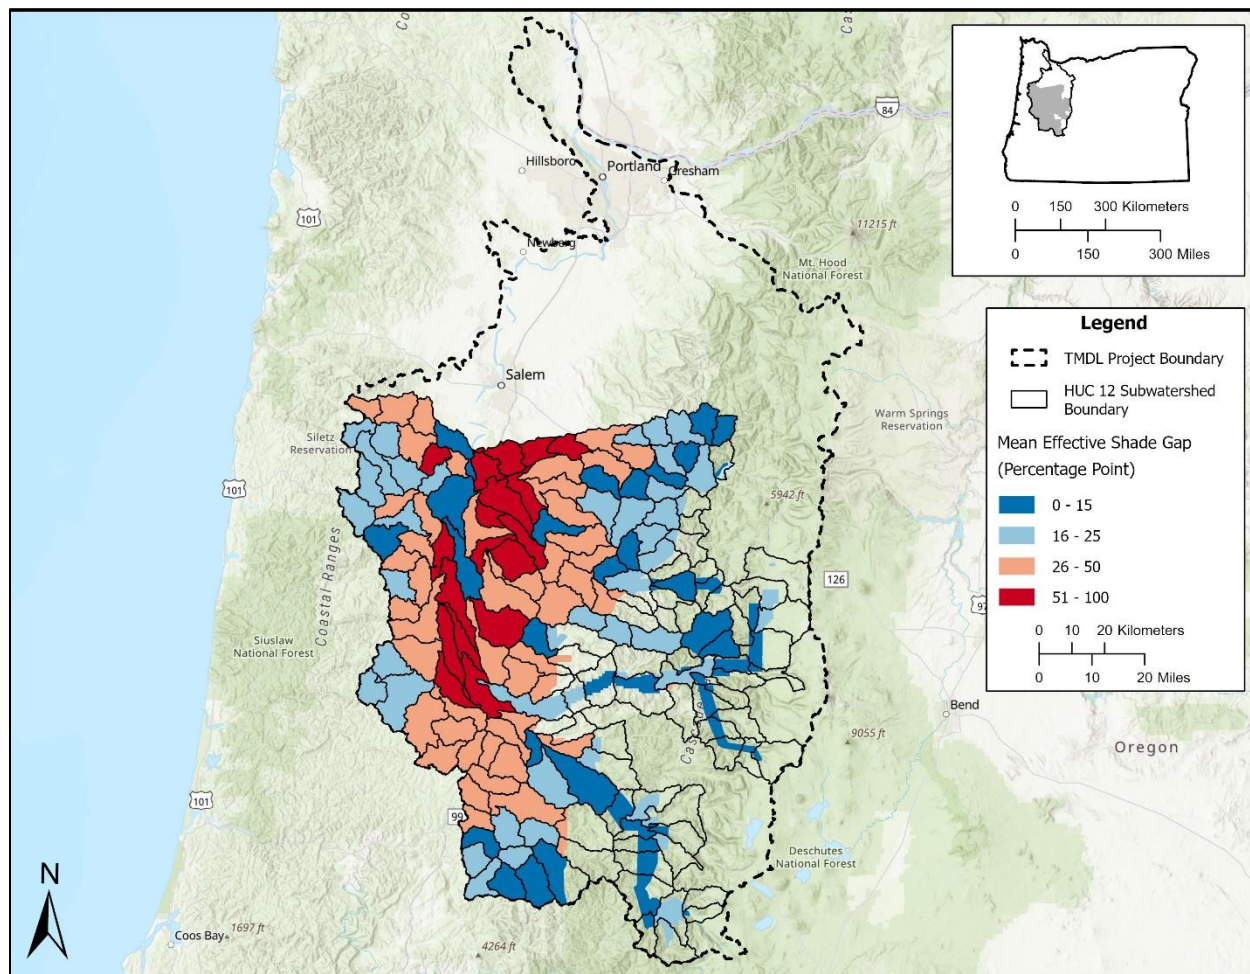 Co
Cas
84
Hillsboro
Portland
Gresham
101
11215 ft
Newberg
Mt. Hood
National Forest
Salem
Siletz
Reservation
Warm Springs
Reservation
101
5942 ft
Coastal Ranges
126
97
Siuslaw
National Forest
Bend
9055 ft
Casc
Oregon
101
99
Deschutes
National Forest
N
1697 ft
Coos Bay
4264 ft
0 150 300 Kilometers
0 150 300 Miles
Legend
TMDL Project Boundary
HUC 12 Subwatershed
Boundary
Mean Effective Shade Gap
(Percentage Point)
0 - 15
16 - 25
26 - 50
51 - 100
0 10 20 Kilometers
0 10 20 Miles